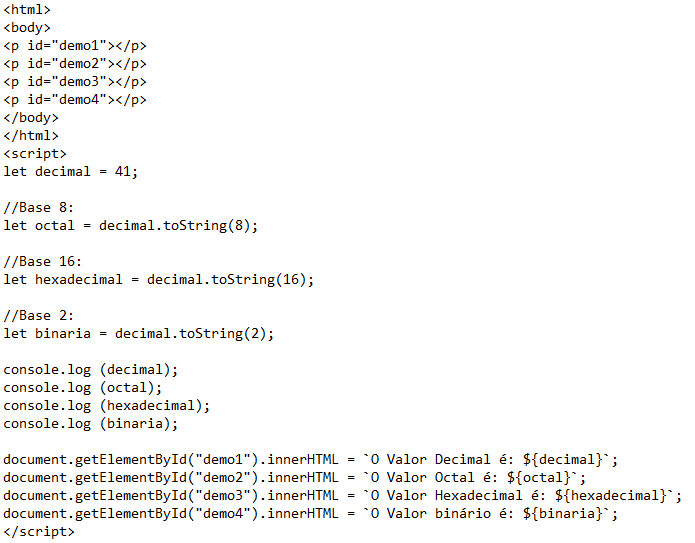 <html>
<body>
<p id="demo1"></p>
<p id="demo2"></p>
<p id="demo3"></p>
<p id="demo4"></p>
</body>
</html>
<script>
let decimal = 41;
//Base 8:
let octal = decimal.toString(8);
//Base 16:
let hexadecimal = decimal.toString(16);
//Base 2:
let binaria = decimal.toString(2);
console.log (decimal);
console.log (octal);
console.log (hexadecimal);
console.log (binaria);
document.getElementById("demo1").innerHTML = `O Valor Decimal é: ${decimal}`;
document.getElementById("demo2").innerHTML = `O Valor Octal é: ${octal}`;
document.getElementById("demo3").innerHTML = `O Valor Hexadecimal é: ${hexadecimal}`;
document.getElementById("demo4").innerHTML = `O Valor binário é: ${binaria}`;
</script>